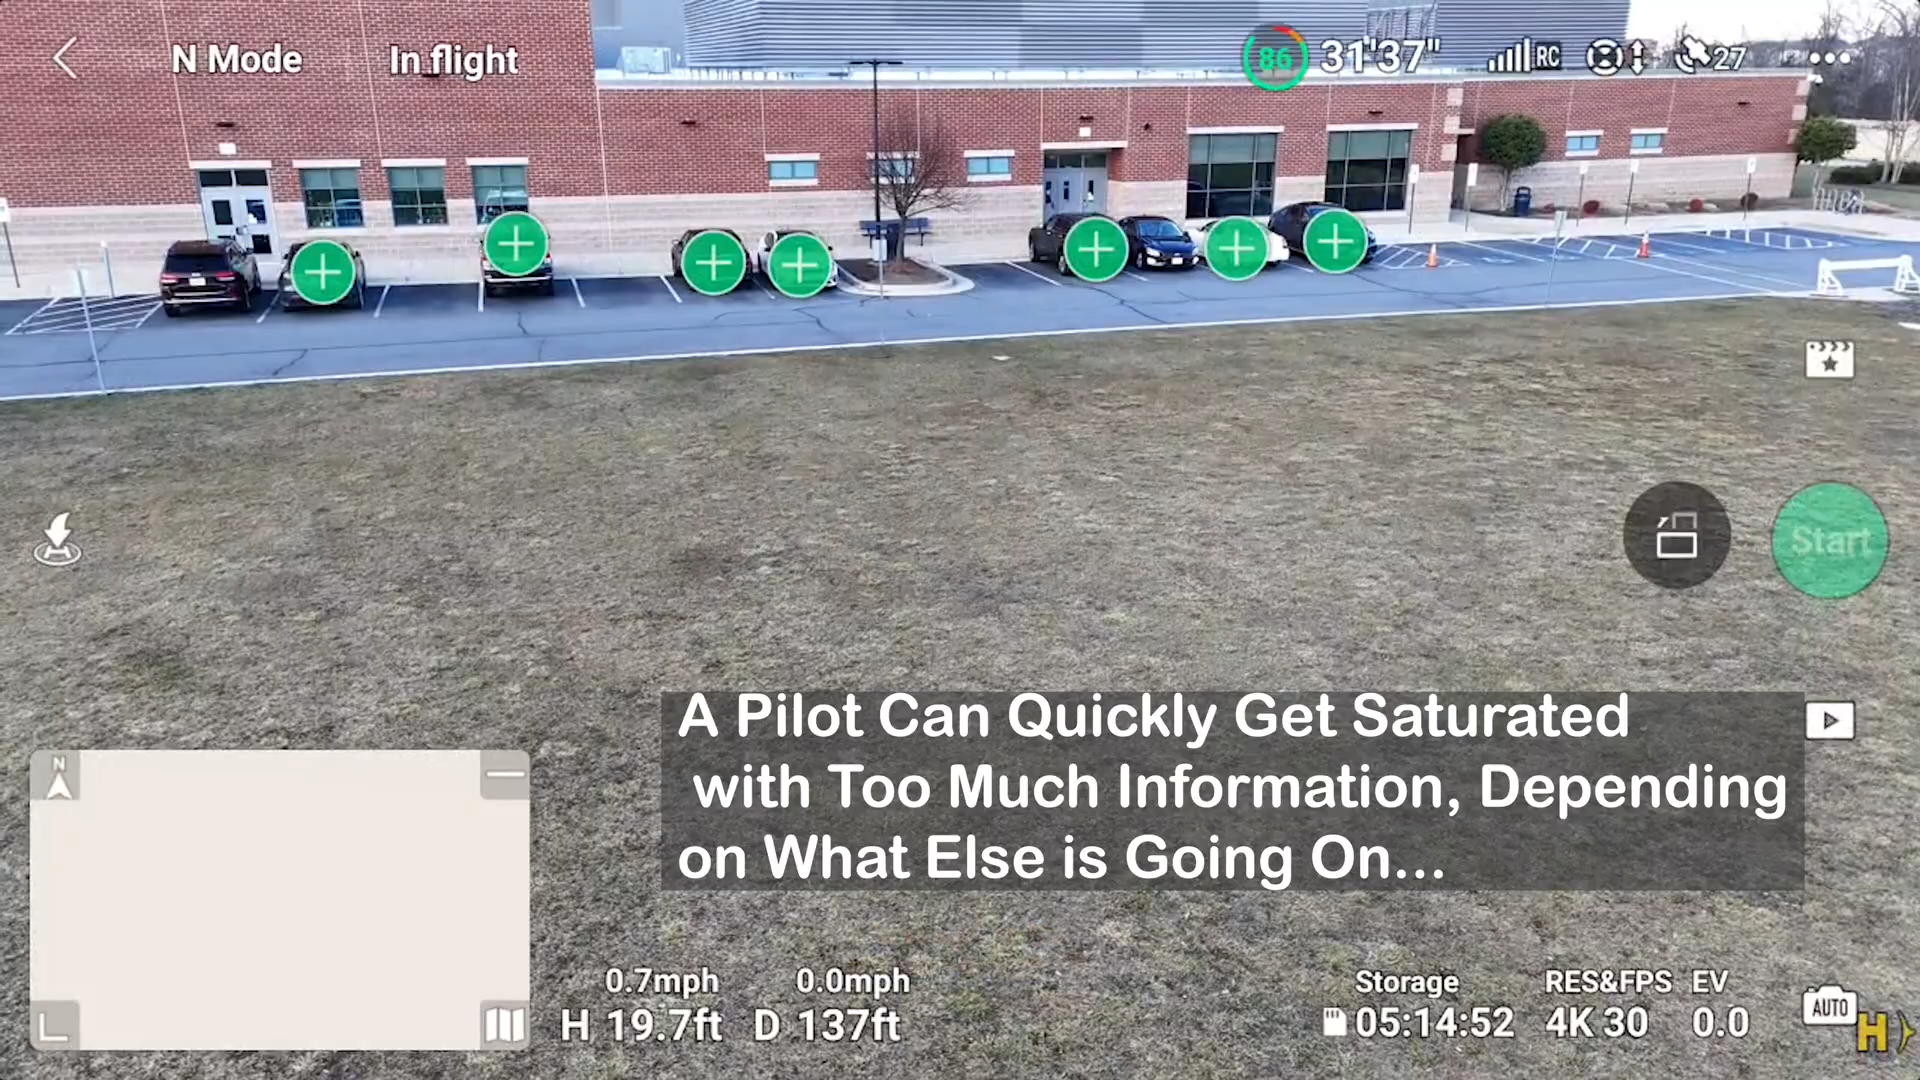 N Mode In flight 86 31'37" RC 27
Start
A Pilot Can Quickly Get Saturated
with Too Much Information, Depending
on What Else is Going On...
N
0.7mph 0.0mph Storage RES&FPS EV
H 19.7ft D 137ft 05:14:52 4K 30 0.0 AUTO
H